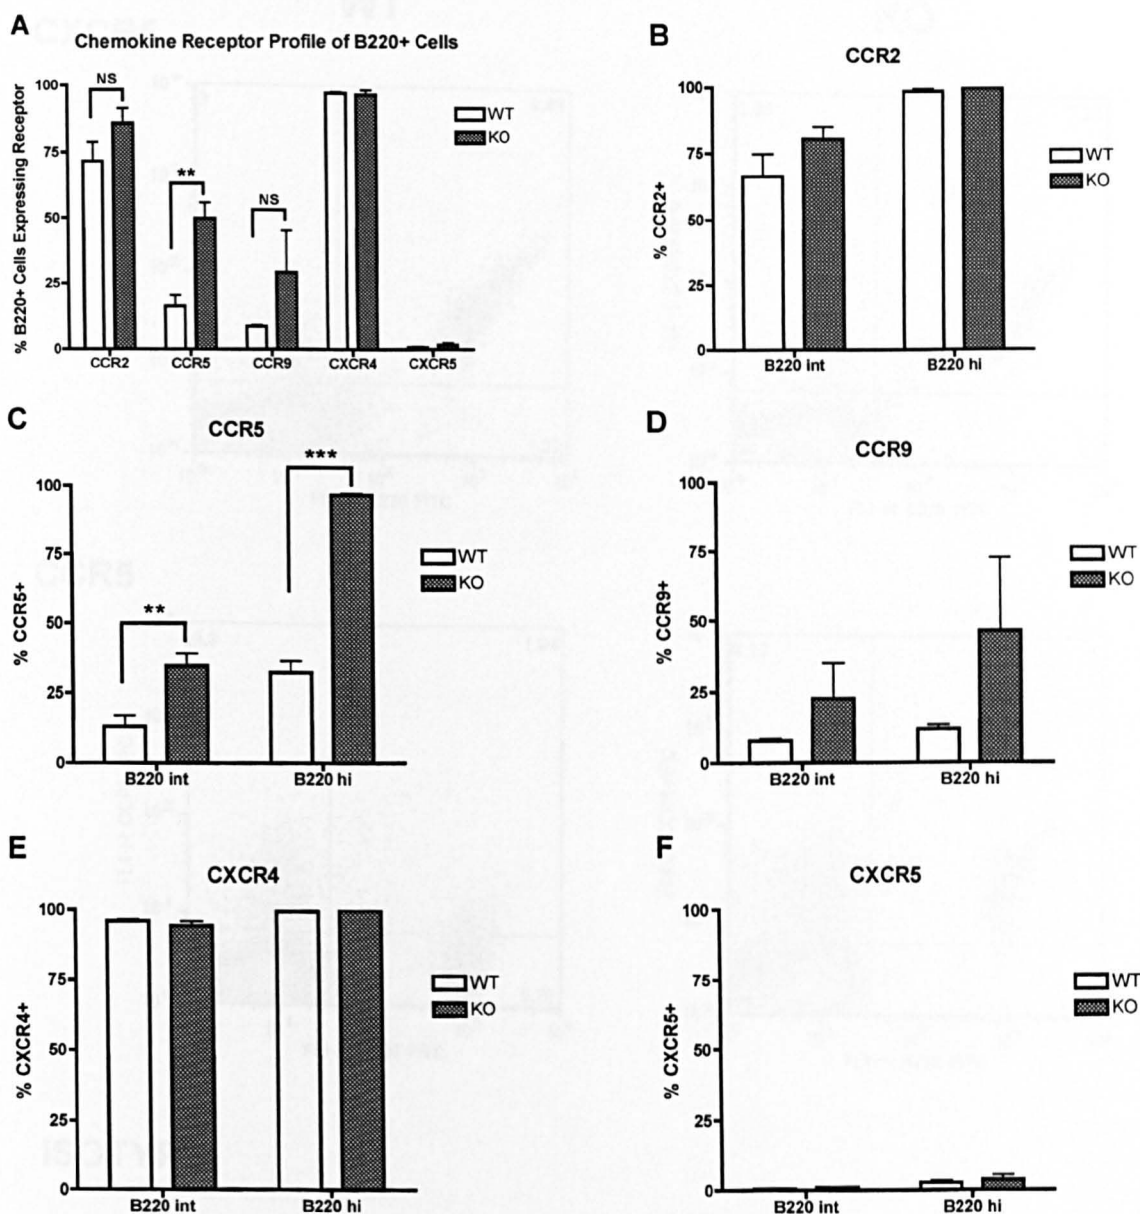 A
Chemokine Receptor Profile of B220+ Cells
% B220+ Cells Expressing Receptor
100
75
50
25
0
NS
**
NS
CCR2
CCR5
CCR9
CXCR4
CXCR5
WT
KO
B
CCR2
% CCR2+
100
75
50
25
0
B220 int
B220 hi
WT
KO
C
CCR5
% CCR5+
100
75
50
25
0
**
***
B220 int
B220 hi
WT
KO
D
CCR9
% CCR9+
100
75
50
25
0
B220 int
B220 hi
WT
KO
E
CXCR4
% CXCR4+
100
75
50
25
0
B220 int
B220 hi
WT
KO
F
CXCR5
% CXCR5+
100
75
50
25
0
B220 int
B220 hi
WT
KO